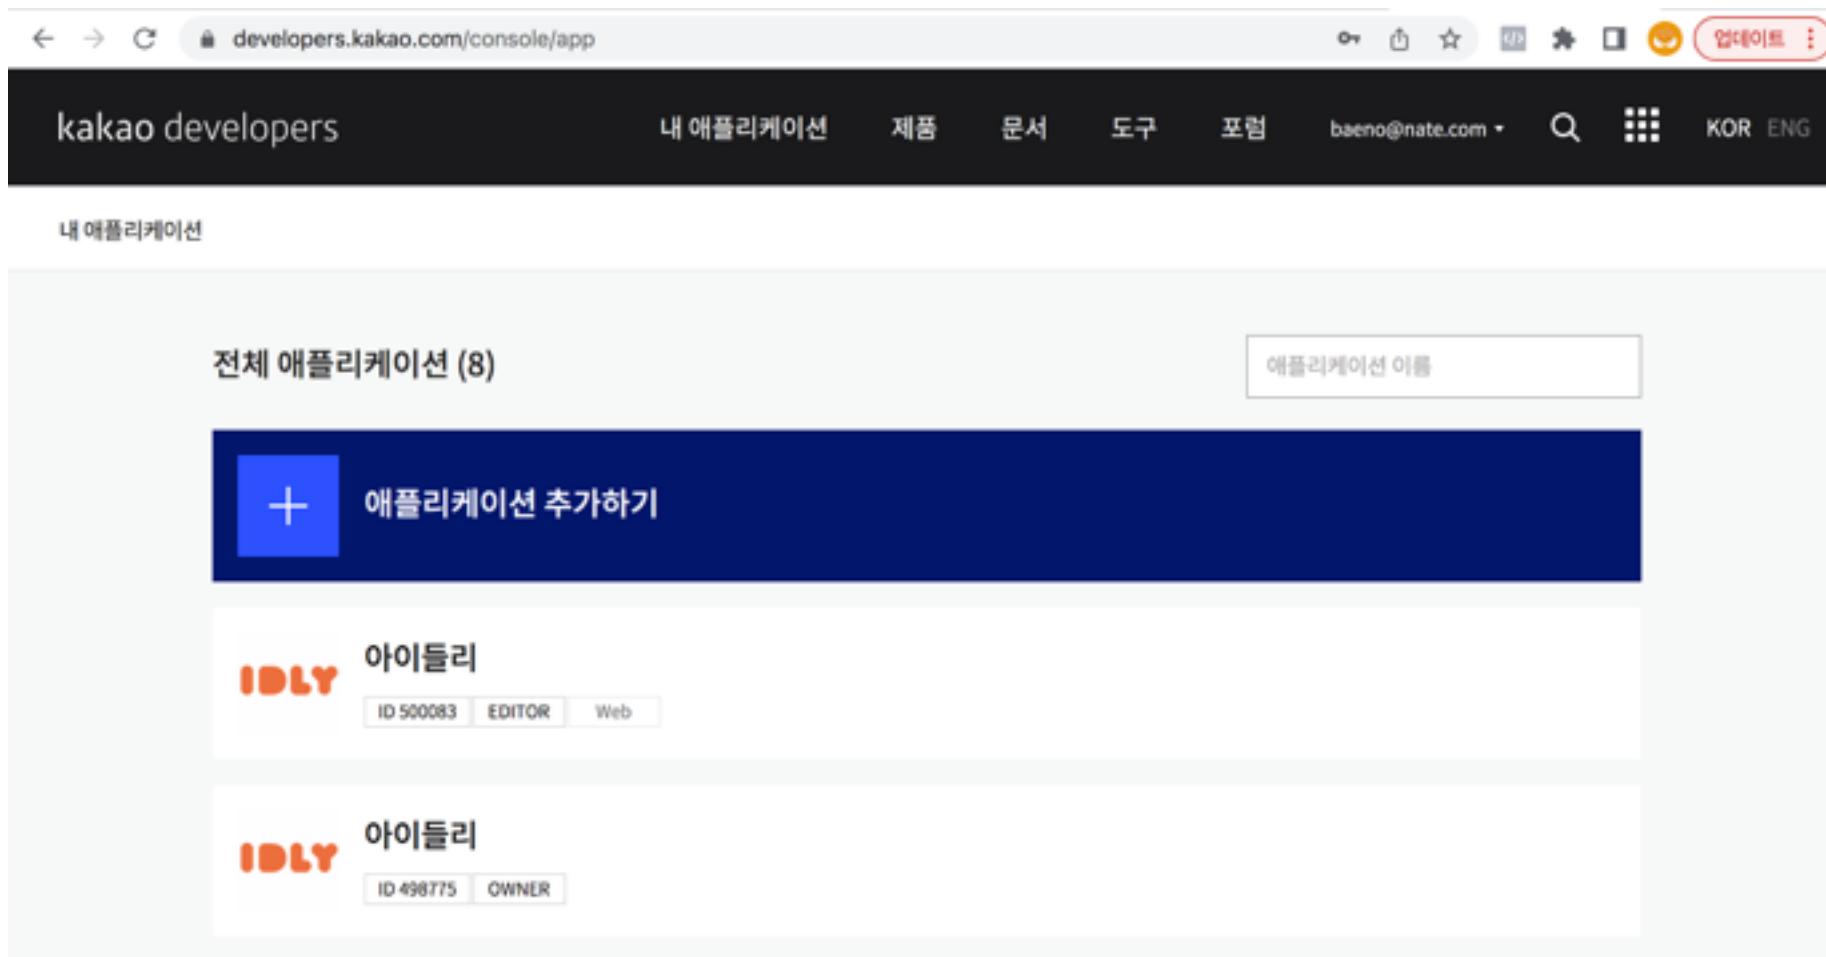 developers.kakao.com/console/app
업데이트
kakao developers
내 애플리케이션 제품 문서 도구 포럼 baeno@nate.com KOR ENG
내 애플리케이션
전체 애플리케이션 (8)
애플리케이션 이름
애플리케이션 추가하기
IDLY
아이들리
ID 500083 EDITOR Web
IDLY
아이들리
ID 498775 OWNER